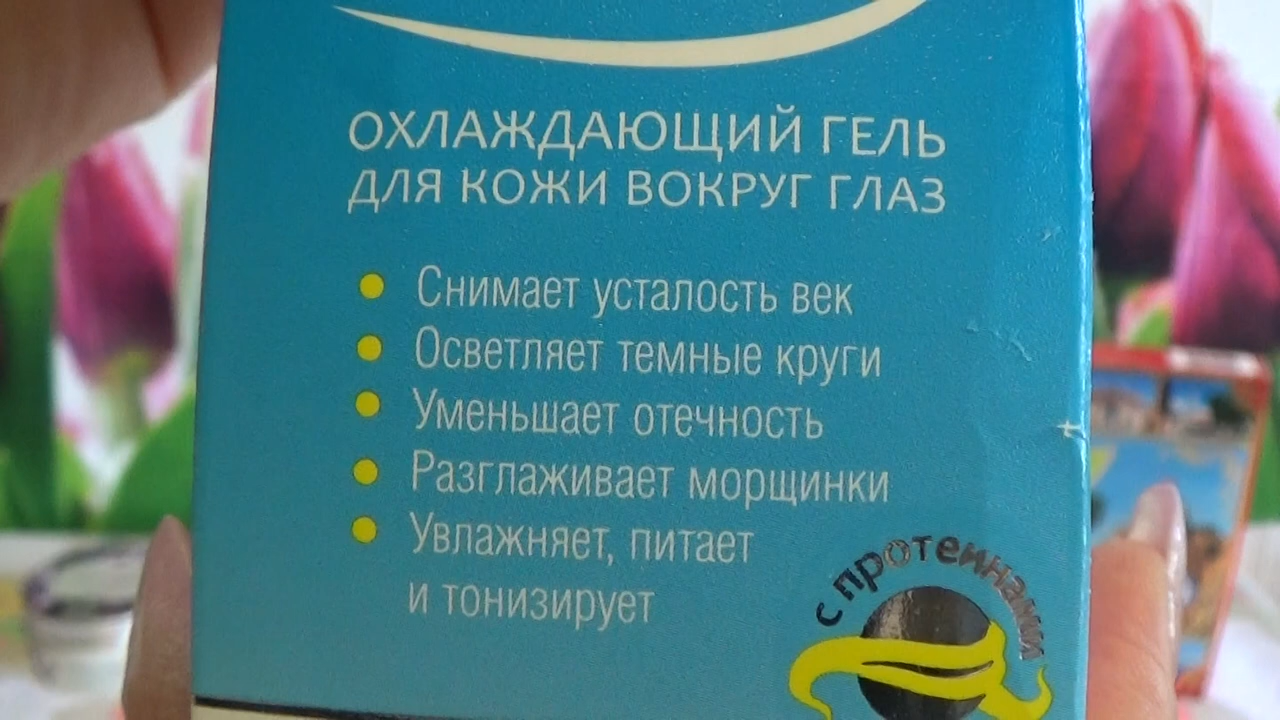 ОХЛАЖДАЮЩИЙ ГЕЛЬ
ДЛЯ КОЖИ ВОКРУГ ГЛАЗ
Снимает усталость век
Осветляет темные круги
Уменьшает отечность
Разглаживает морщинки
Увлажняет, питает
и тонизирует
с протеинами